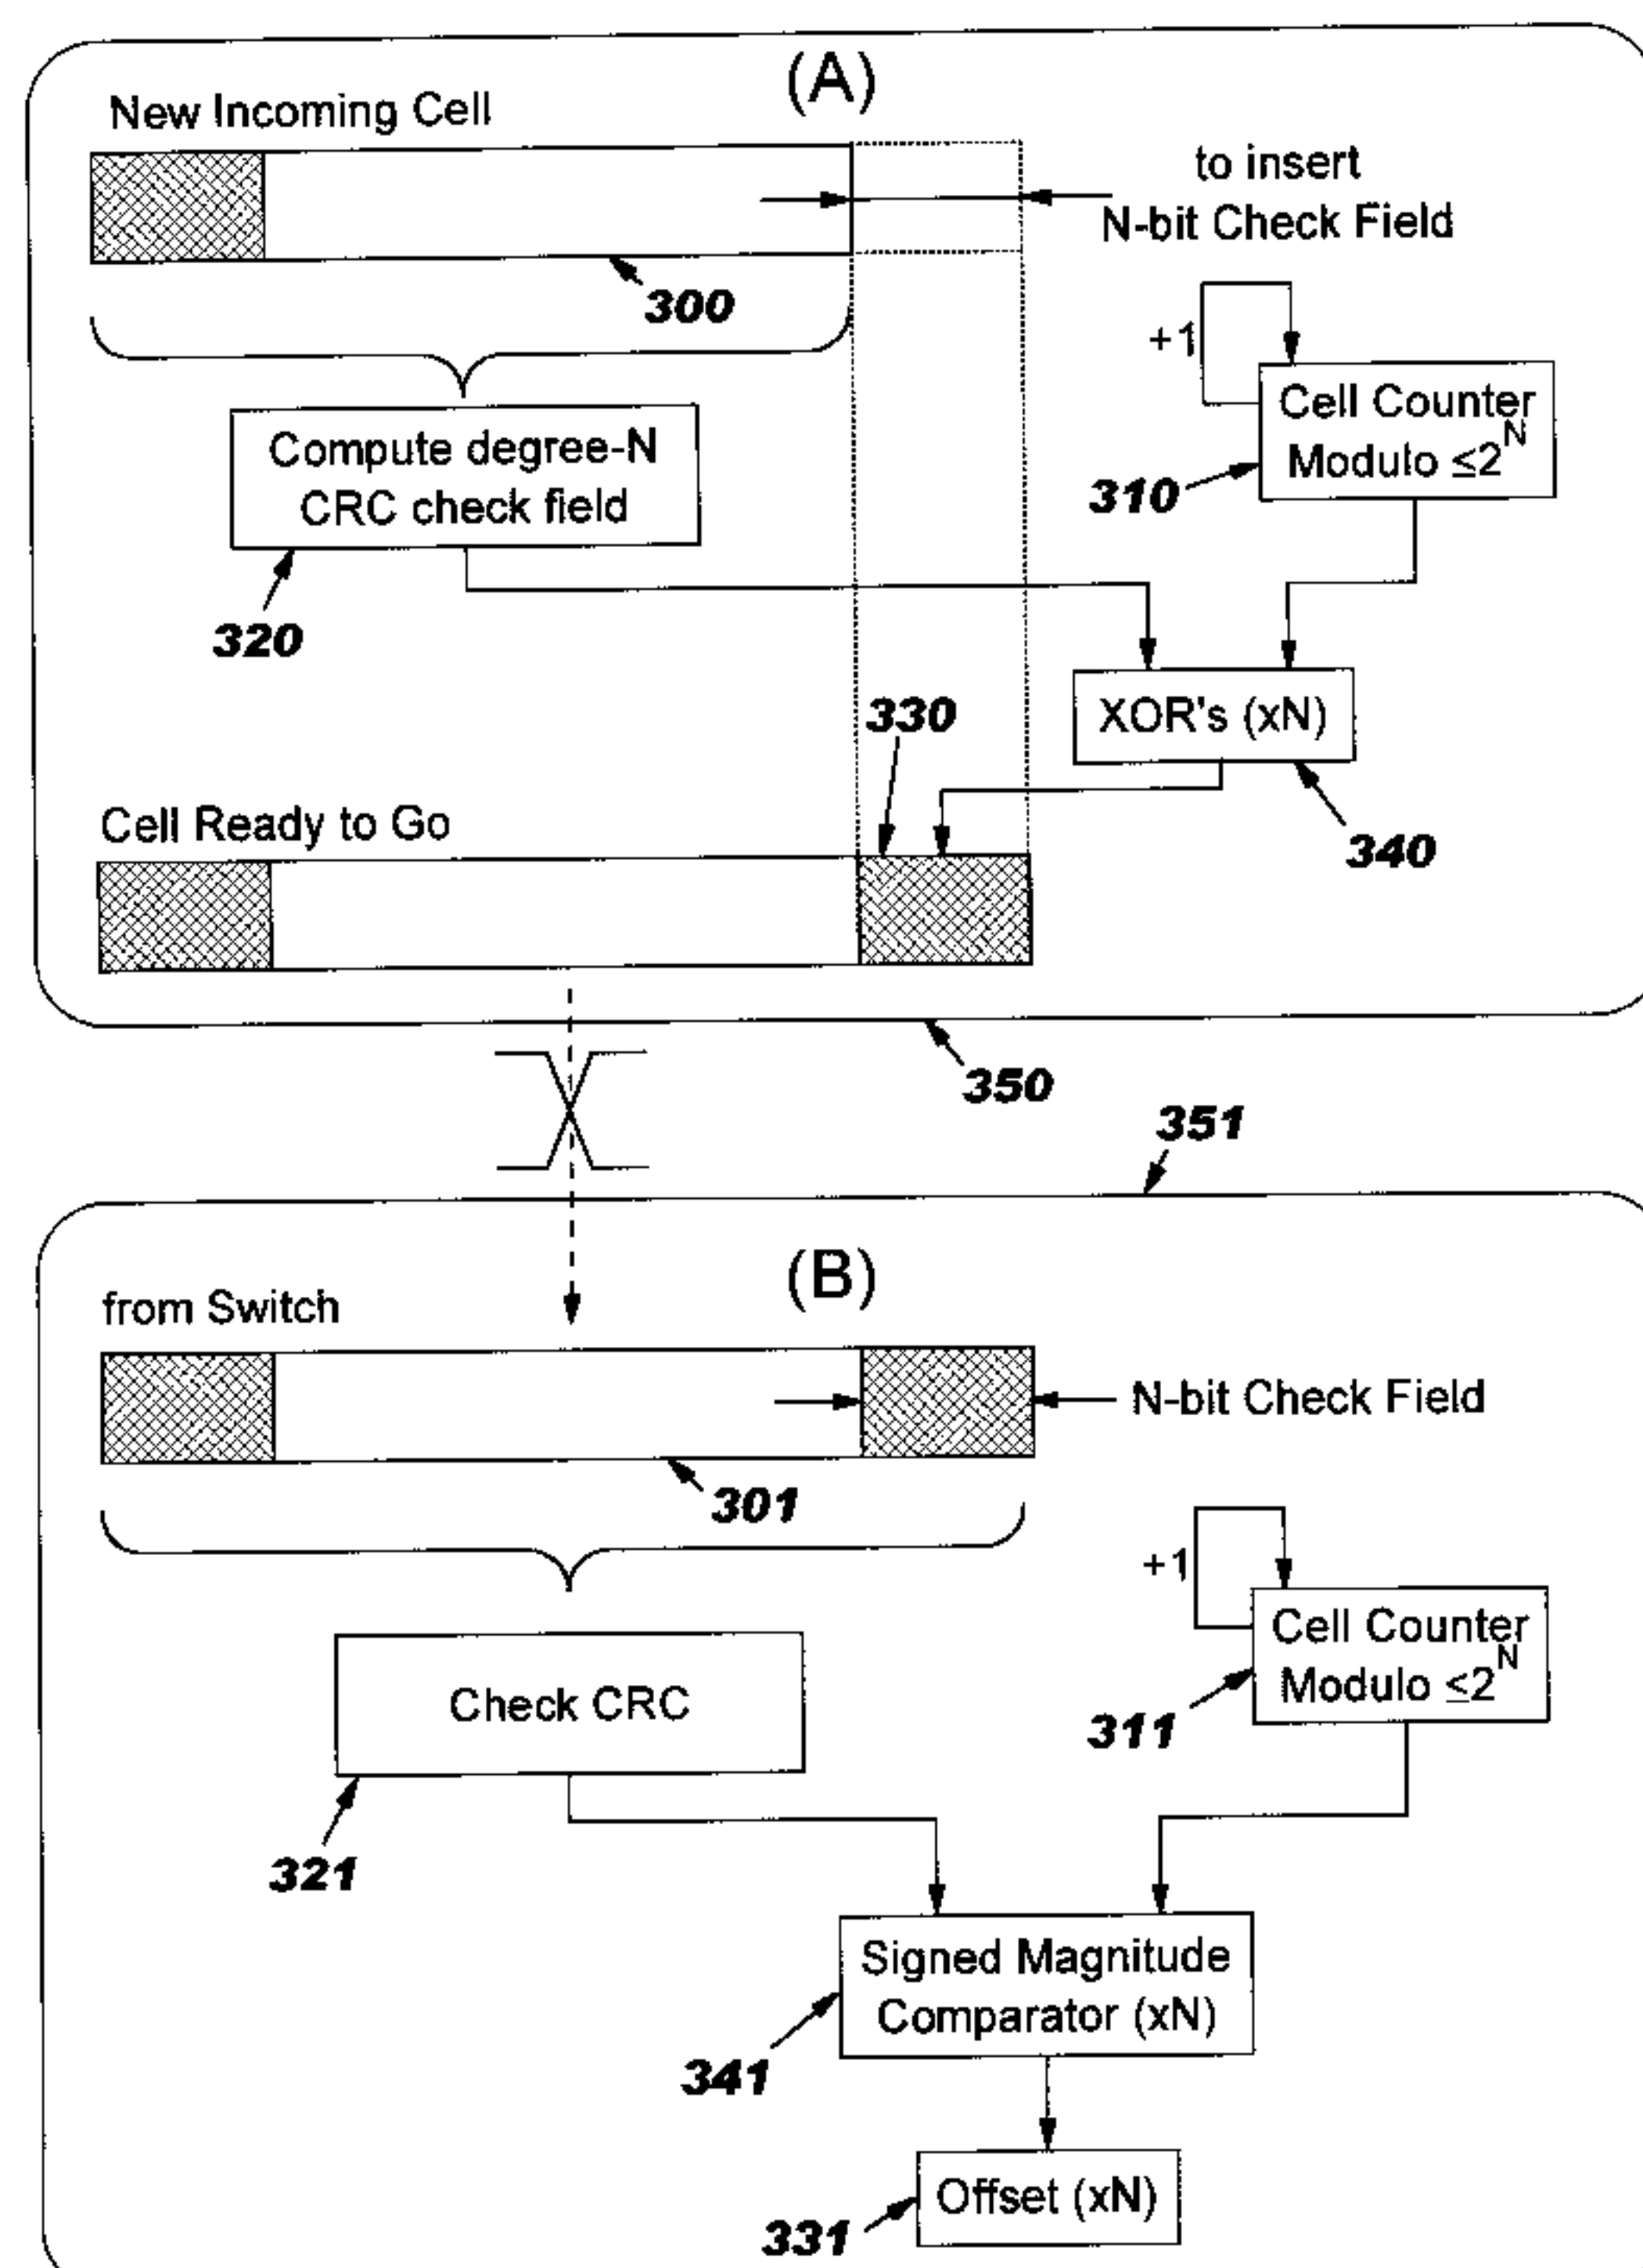 (A)
New Incoming Cell
to insert
N-bit Check Field
300
+1
Cell Counter
Modulo ≤2^N
310
Compute degree-N
CRC check field
320
XOR's (xN)
330
340
Cell Ready to Go
350
351
(B)
from Switch
N-bit Check Field
301
+1
Cell Counter
Modulo ≤2^N
311
Check CRC
321
Signed Magnitude
Comparator (xN)
341
Offset (xN)
331